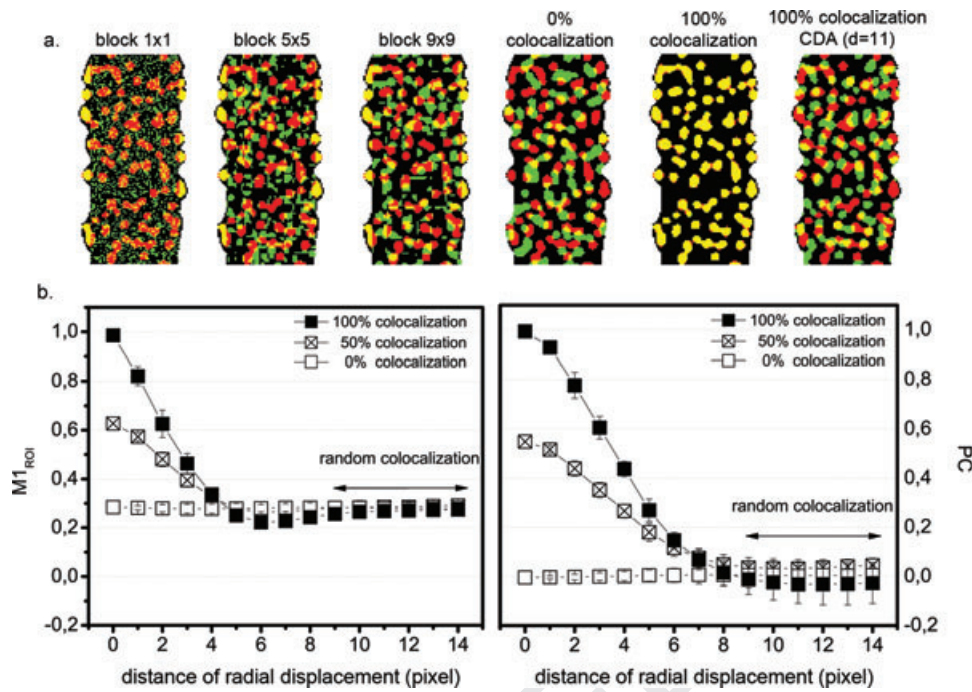 a.
block 1x1
block 5x5
block 9x9
0%
colocalization
100%
colocalization
100% colocalization
CDA (d=11)
b.
1,0
0,8
0,6
0,4
0,2
0,0
-0,2
M1ROI
100% colocalization
50% colocalization
0% colocalization
random colocalization
0 2 4 6 8 10 12 14
distance of radial displacement (pixel)
100% colocalization
50% colocalization
0% colocalization
random colocalization
1,0
0,8
0,6
0,4
0,2
0,0
-0,2
PC
0 2 4 6 8 10 12 14
distance of radial displacement (pixel)